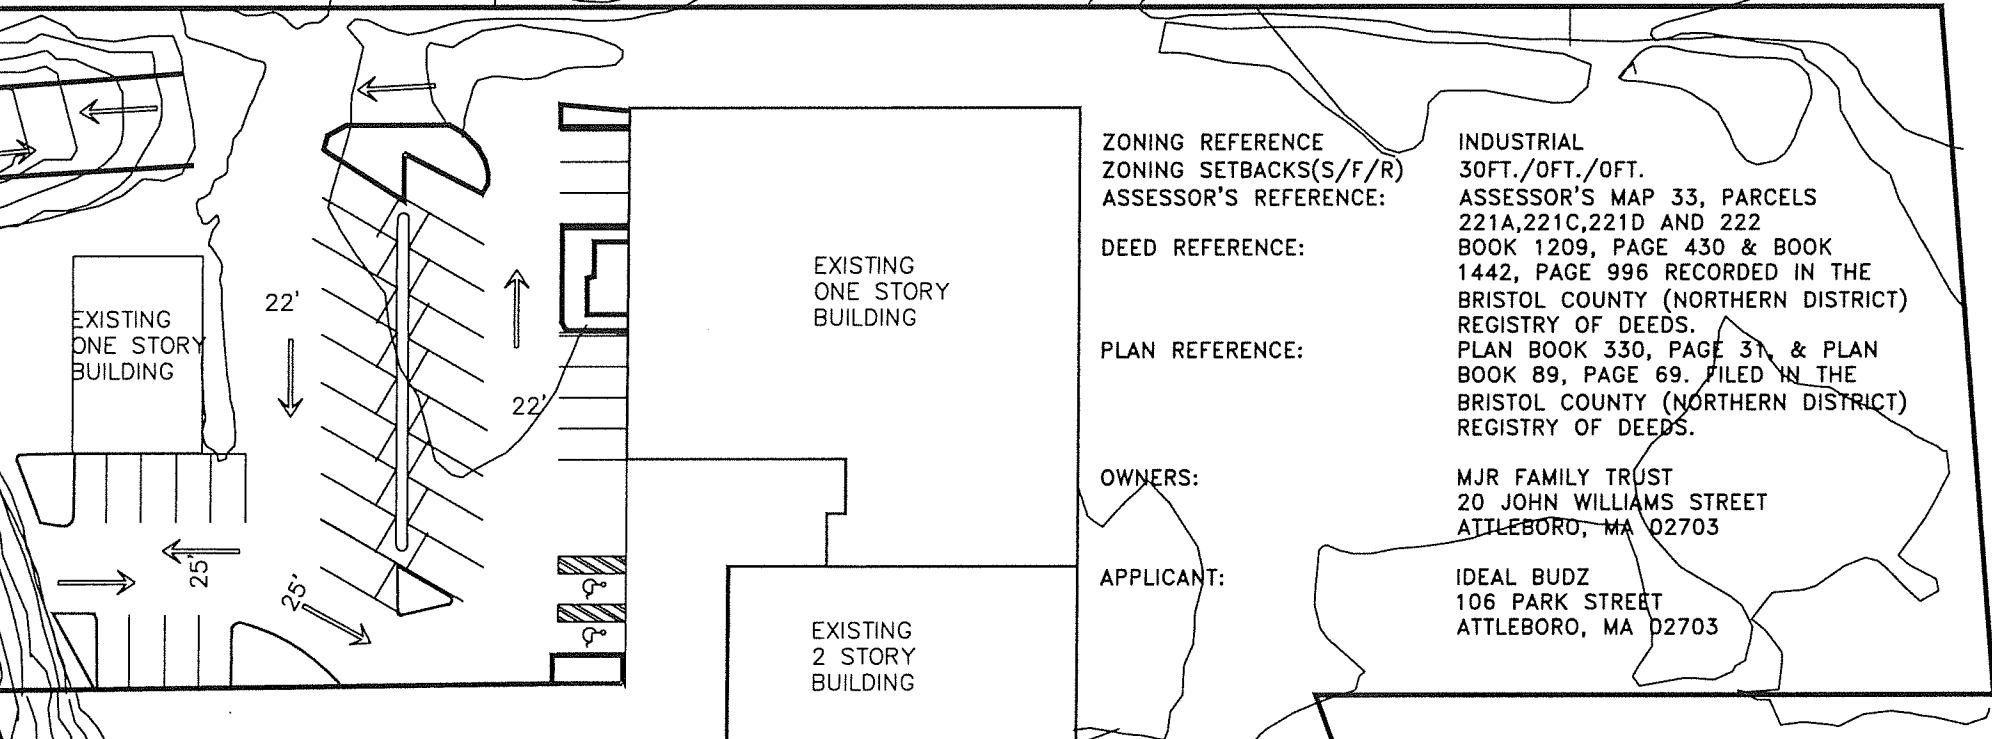 ZONING REFERENCE INDUSTRIAL
ZONING SETBACKS(S/F/R) 30FT./0FT./0FT.
ASSESSOR'S REFERENCE: ASSESSOR'S MAP 33, PARCELS
221A,221C,221D AND 222
DEED REFERENCE: BOOK 1209, PAGE 430 & BOOK
1442, PAGE 996 RECORDED IN THE
BRISTOL COUNTY (NORTHERN DISTRICT)
REGISTRY OF DEEDS.
PLAN REFERENCE: PLAN BOOK 330, PAGE 31, & PLAN
BOOK 89, PAGE 69. FILED IN THE
BRISTOL COUNTY (NORTHERN DISTRICT)
REGISTRY OF DEEDS.
OWNERS: MJR FAMILY TRUST
20 JOHN WILLIAMS STREET
ATTLEBORO, MA 02703
APPLICANT: IDEAL BUDZ
106 PARK STREET
ATTLEBORO, MA 02703
EXISTING
ONE STORY
BUILDING
EXISTING
ONE STORY
BUILDING
EXISTING
2 STORY
BUILDING
22'
22'
25'
25'